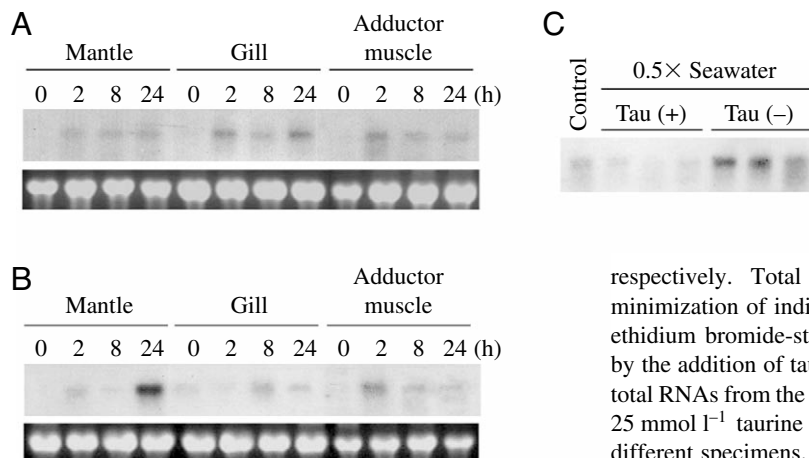 A
Mantle Gill Adductor muscle
0 2 8 24 0 2 8 24 0 2 8 24 (h)
B
Mantle Gill Adductor muscle
0 2 8 24 0 2 8 24 0 2 8 24 (h)
C
Control
0.5× Seawater
Tau (+) Tau (–)
respectively. Total
minimization of indi
ethidium bromide-st
by the addition of tau
total RNAs from the
25 mmol l⁻¹ taurine
different specimens.